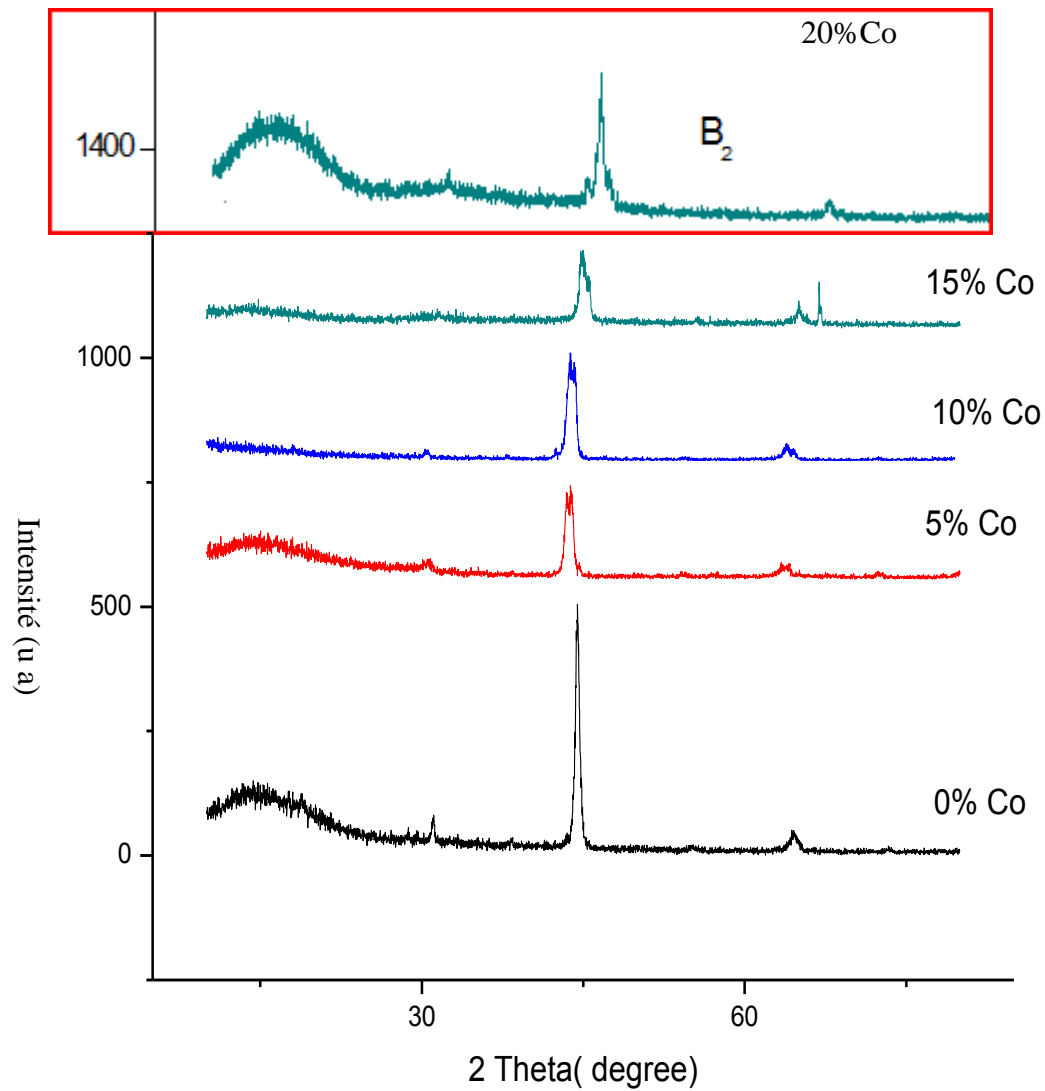 20%Co
1400
B₂
15% Co
1000
10% Co
5% Co
Intensité (u a)
500
0% Co
0
30
60
2 Theta( degree)